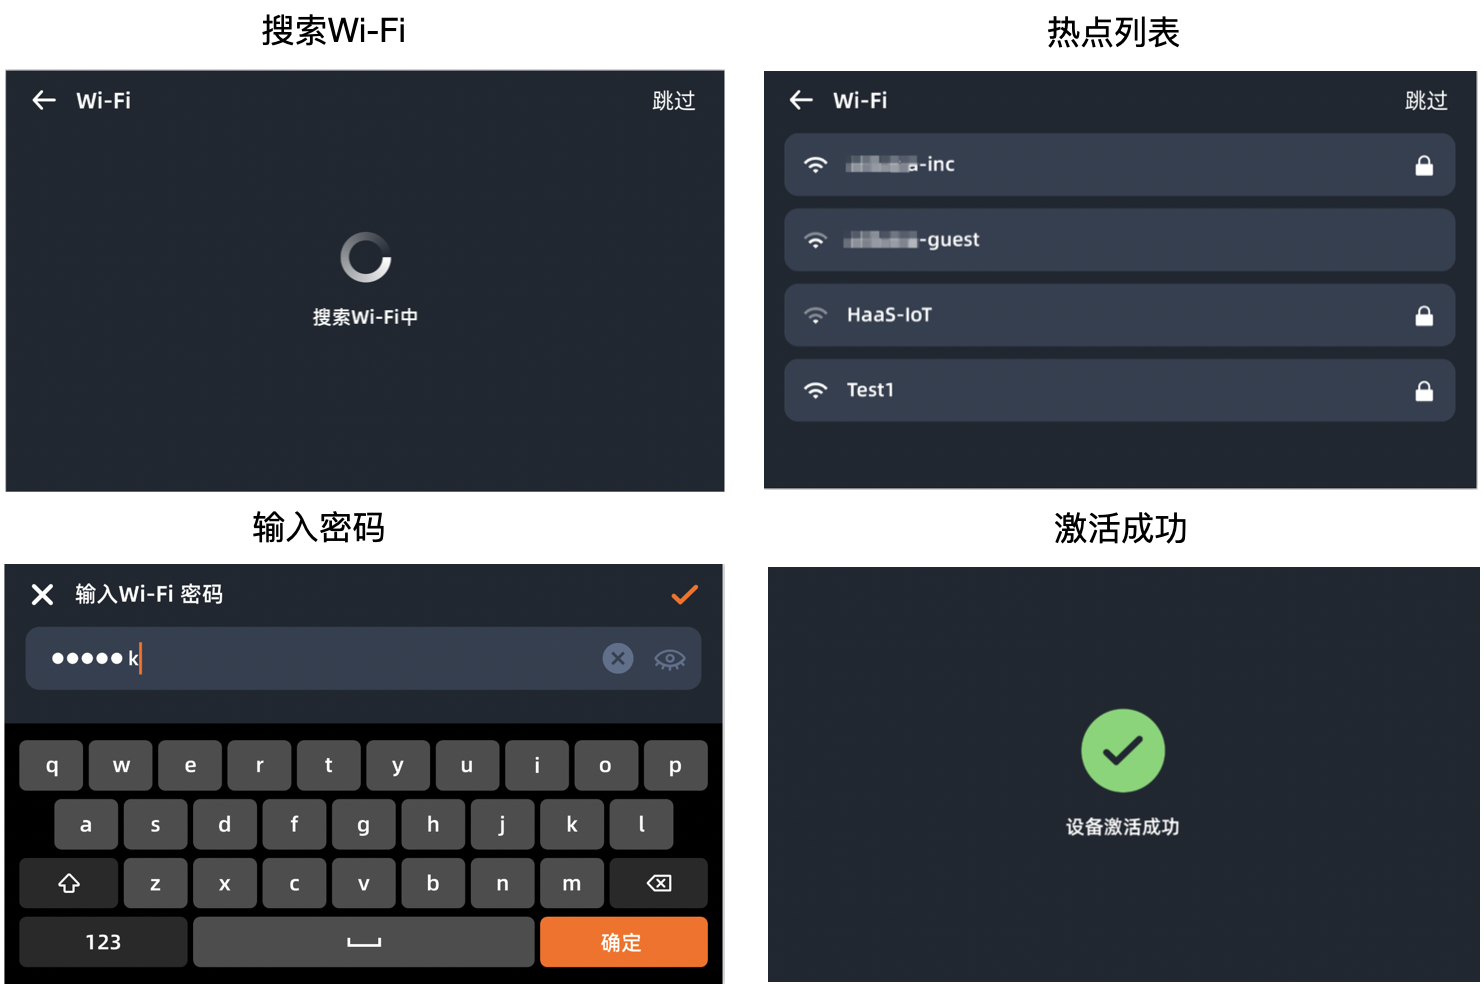 搜索Wi-Fi
Wi-Fi
跳过
搜索Wi-Fi中
热点列表
Wi-Fi
跳过
a-inc
-guest
HaaS-IoT
Test1
输入密码
输入Wi-Fi 密码
k
q w e r t y u i o p
a s d f g h j k l
z x c v b n m
123
确定
激活成功
设备激活成功